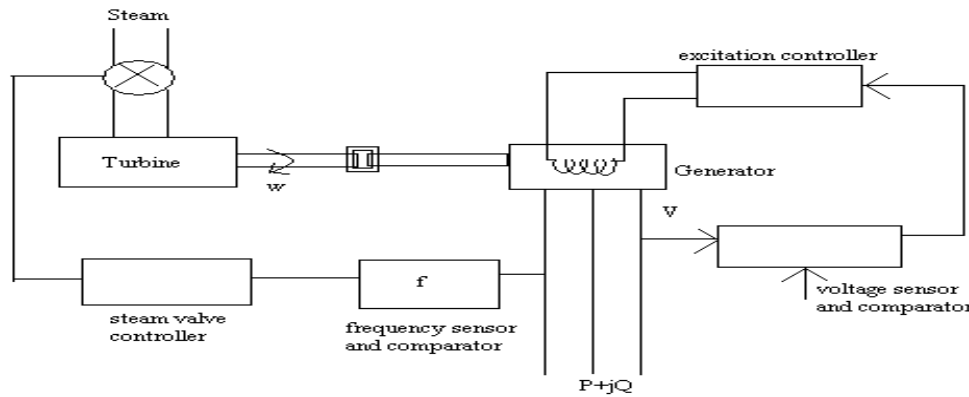 Steam
excitation controller
Turbine
w
Generator
V
f
voltage sensor
and comparator
steam valve
controller
frequency sensor
and comparator
P+jQ